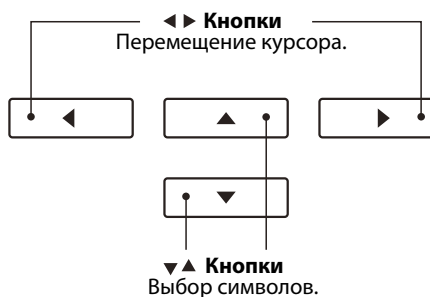 ◀ ▶ Кнопки
Перемещение курсора.
▼▲ Кнопки
Выбор символов.